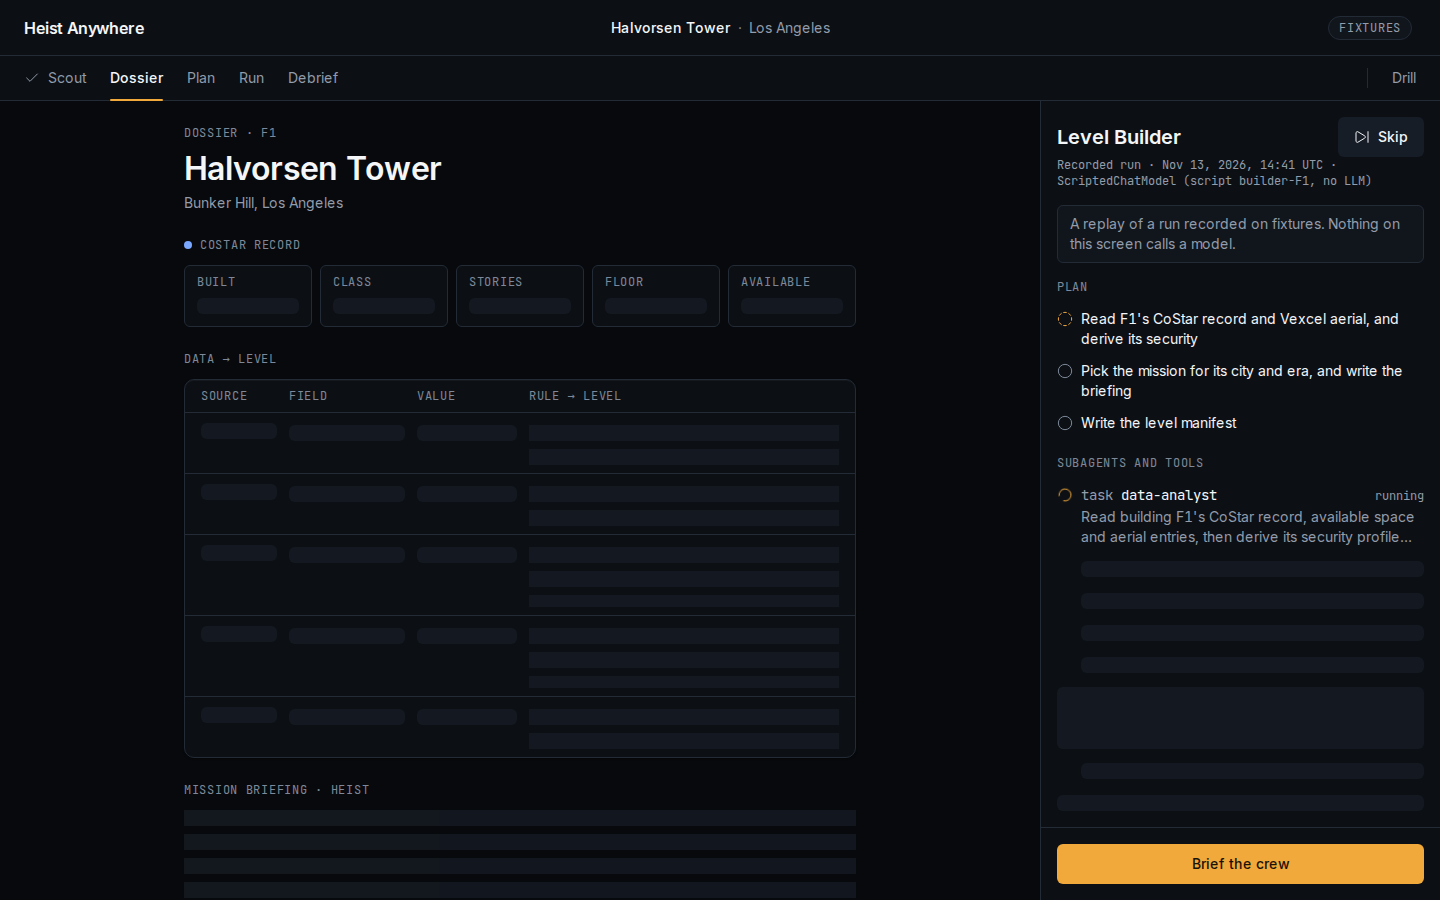 Heist Anywhere
Halvorsen Tower · Los Angeles
FIXTURES
Scout
Dossier
Plan
Run
Debrief
Drill
DOSSIER · F1
Halvorsen Tower
Bunker Hill, Los Angeles
COSTAR RECORD
BUILT
CLASS
STORIES
FLOOR
AVAILABLE
DATA → LEVEL
SOURCE
FIELD
VALUE
RULE → LEVEL
MISSION BRIEFING · HEIST
Level Builder
Skip
Recorded run · Nov 13, 2026, 14:41 UTC ·
ScriptedChatModel (script builder-F1, no LLM)
A replay of a run recorded on fixtures. Nothing on
this screen calls a model.
PLAN
Read F1's CoStar record and Vexcel aerial, and
derive its security
Pick the mission for its city and era, and write the
briefing
Write the level manifest
SUBAGENTS AND TOOLS
task data-analyst
running
Read building F1's CoStar record, available space
and aerial entries, then derive its security profile...
Brief the crew